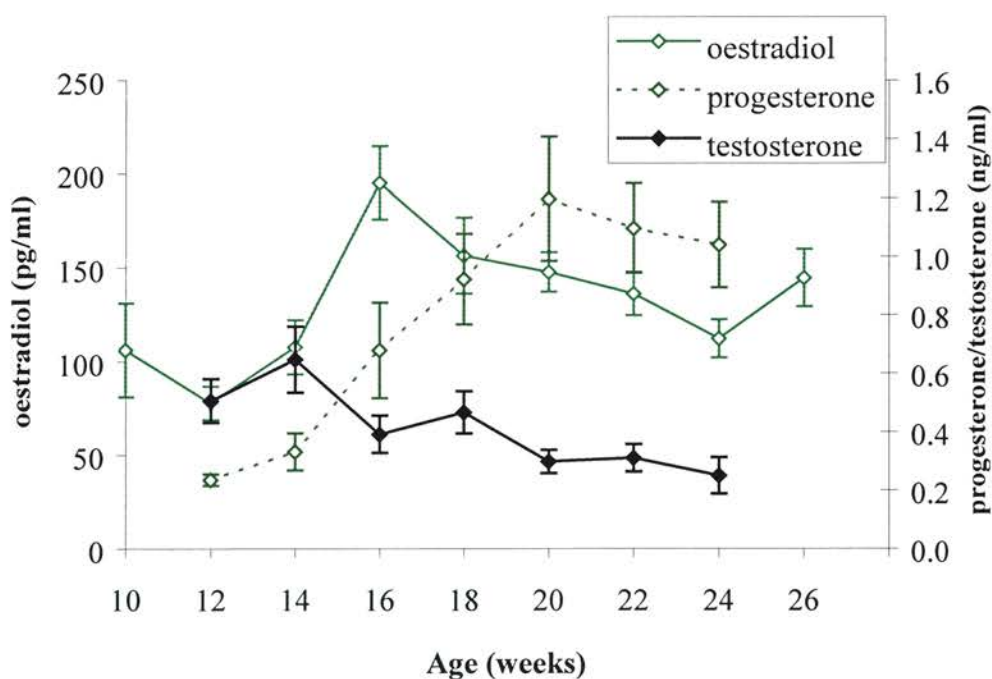 oestradiol
progesterone
testosterone
250
200
150
100
50
0
oestradiol (pg/ml)
1.6
1.4
1.2
1.0
0.8
0.6
0.4
0.2
0.0
progesterone/testosterone (ng/ml)
10 12 14 16 18 20 22 24 26
Age (weeks)